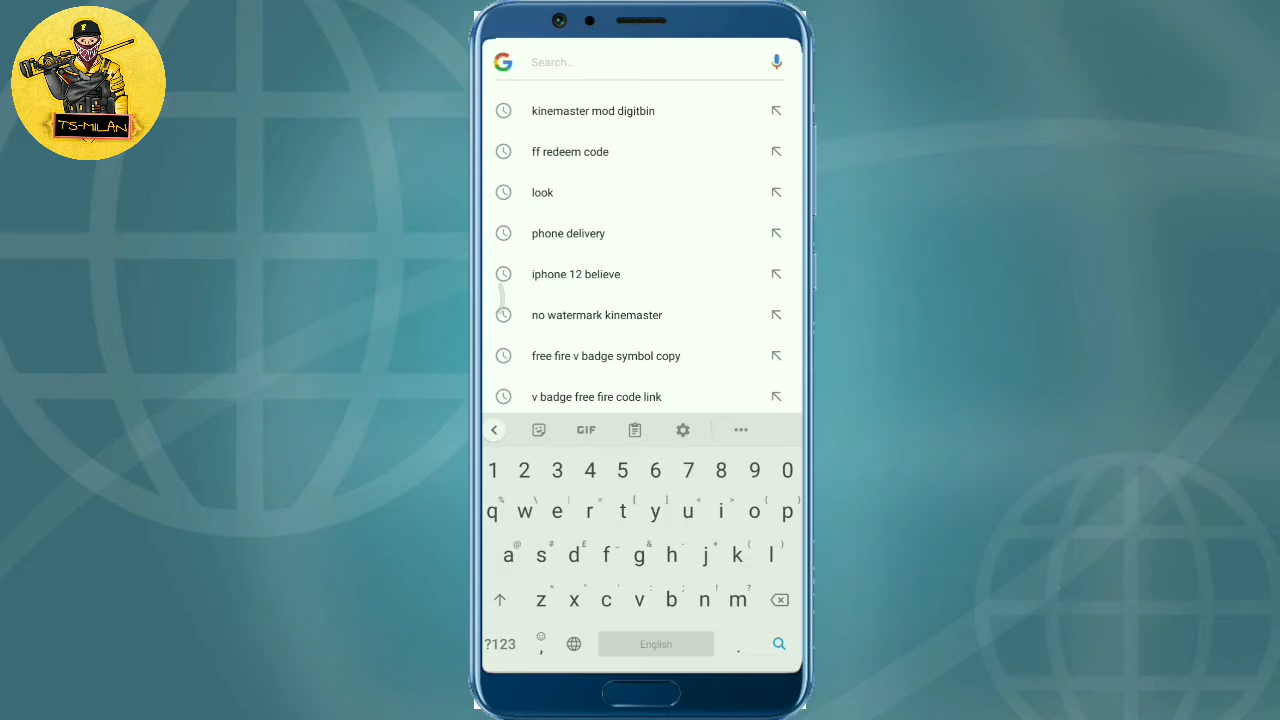 TS-MILAN
Search...
kinemaster mod digitbin
ff redeem code
look
phone delivery
iphone 12 believe
no watermark kinemaster
free fire v badge symbol copy
v badge free fire code link
GIF
1 2 3 4 5 6 7 8 9 0
q w e r t y u i o p
a s d f g h j k l
z x c v b n m
?123 , English .